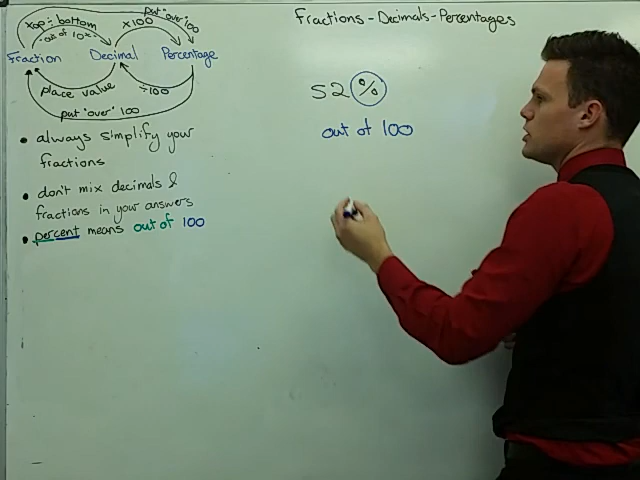 Fractions - Decimals - Percentages
top ÷ bottom
"out of 10x"
x100
put "over" 100
Fraction Decimal Percentage
place value
÷100
put "over" 100
• always simplify your
fractions
• don't mix decimals &
fractions in your answers
• percent means out of 100
52%
out of 100